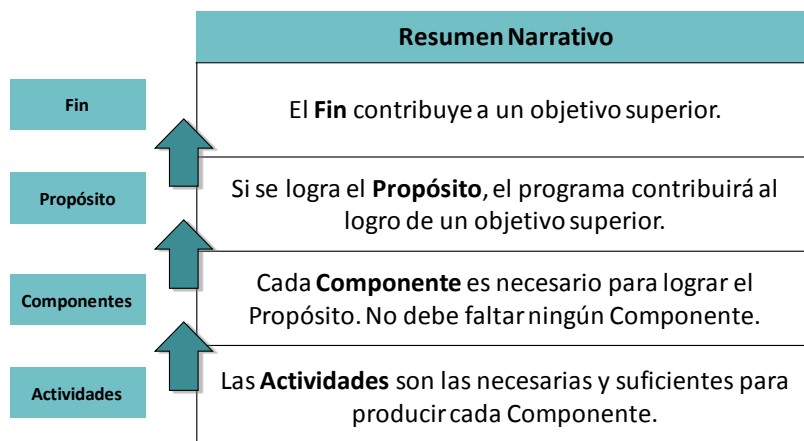 Resumen Narrativo
Fin
El Fin contribuye a un objetivo superior.
Propósito
Si se logra el Propósito, el programa contribuirá al
logro de un objetivo superior.
Componentes
Cada Componente es necesario para lograr el
Propósito. No debe faltar ningún Componente.
Actividades
Las Actividades son las necesarias y suficientes para
producir cada Componente.